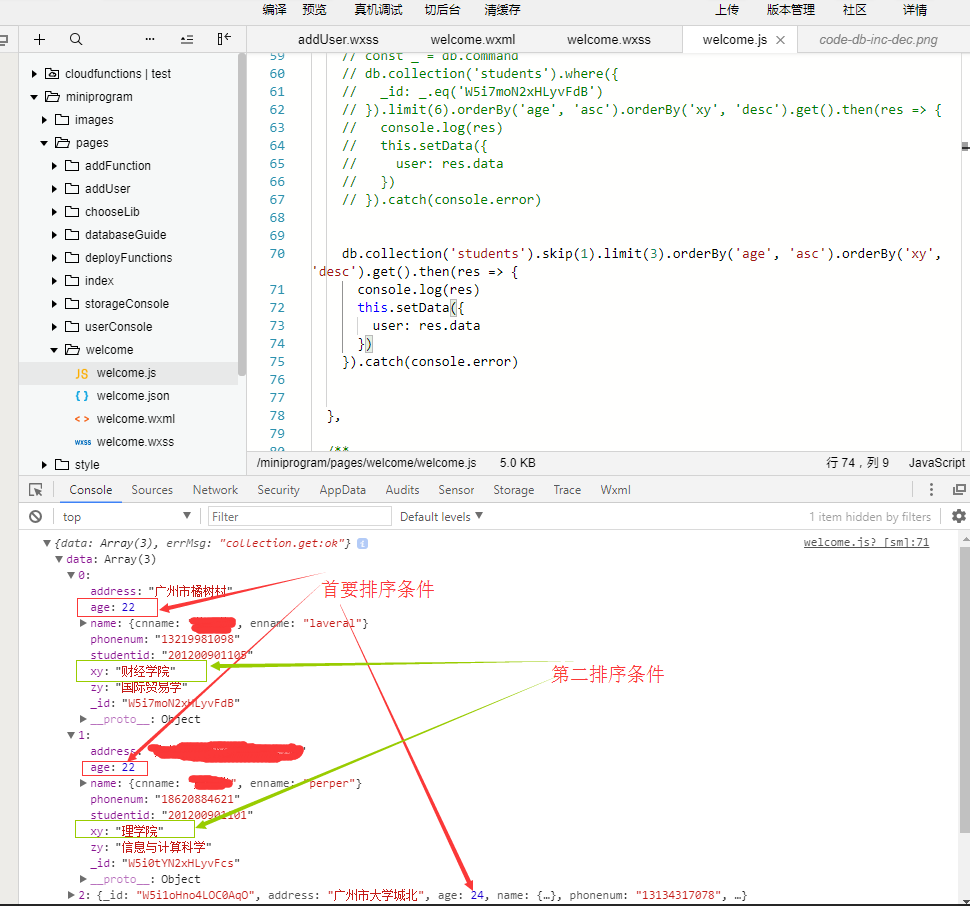 编译 预览 真机调试 切后台 清缓存 上传 版本管理 社区 详情
addUser.wxss welcome.wxml welcome.wxss welcome.js code-db-inc-dec.png
cloudfunctions | test
miniprogram
images
pages
addFunction
addUser
chooseLib
databaseGuide
deployFunctions
index
storageConsole
userConsole
welcome
JS welcome.js
{ } welcome.json
< > welcome.wxml
wxss welcome.wxss
style
59 // const _ = db.command
60 // db.collection('students').where({
61 //   _id: _.eq('W5i7moN2xHLyvFdB')
62 // }).limit(6).orderBy('age', 'asc').orderBy('xy', 'desc').get().then(res => {
63 //   console.log(res)
64 //   this.setData({
65 //     user: res.data
66 //   })
67 // }).catch(console.error)
68
69
70 db.collection('students').skip(1).limit(3).orderBy('age', 'asc').orderBy('xy',
'desc').get().then(res => {
71 console.log(res)
72 this.setData({
73 user: res.data
74 })
75 }).catch(console.error)
76
77
78 },
79
80 /**
/miniprogram/pages/welcome/welcome.js 5.0 KB 行 74，列 9 JavaScript
Console Sources Network Security AppData Audits Sensor Storage Trace Wxml
top Filter Default levels 1 item hidden by filters
{data: Array(3), errMsg: "collection.get:ok"} welcome.js? [sm]:71
data: Array(3)
0:
address: "广州市橘树村"
首要排序条件
age: 22
name: {cnname: , enname: "laveral"}
phonenum: "13219981098"
studentid: "201200901105"
xy: "财经学院"
第二排序条件
zy: "国际贸易学"
_id: "W5i7moN2xHLyvFdB"
__proto__: Object
1:
address:
age: 22
name: {cnname: ", enname: "perper"}
phonenum: "18620884621"
studentid: "201200901101"
xy: "理学院"
zy: "信息与计算科学"
_id: "W5i0tYN2xHLyvFcs"
__proto__: Object
2: {_id: "W5i1oHno4LOC0AqO", address: "广州市大学城北", age: 24, name: {…}, phonenum: "13134317078", …}